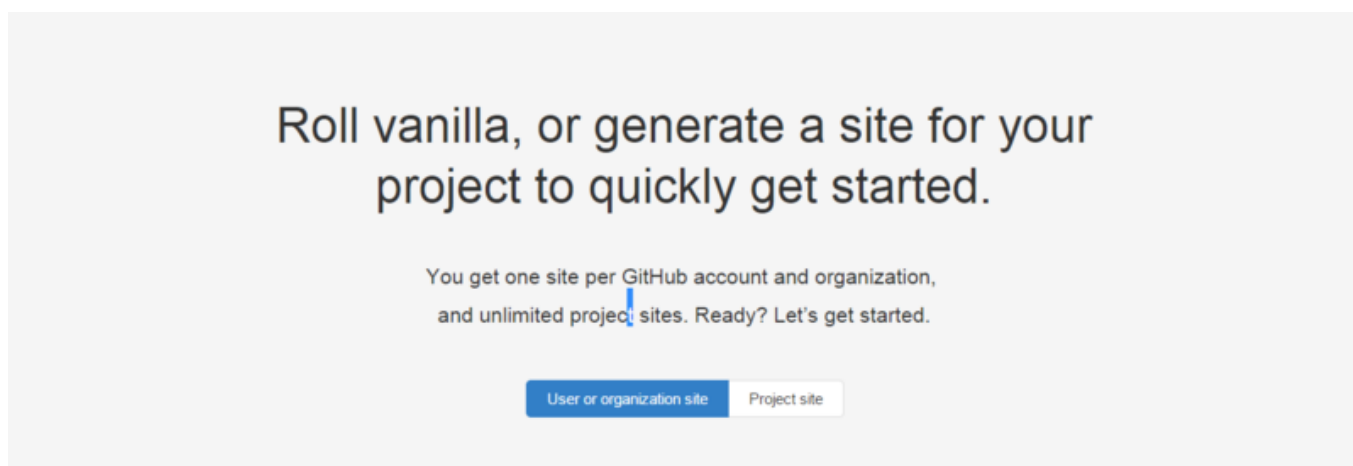 Roll vanilla, or generate a site for your
project to quickly get started.
You get one site per GitHub account and organization,
and unlimited project sites. Ready? Let's get started.
User or organization site
Project site